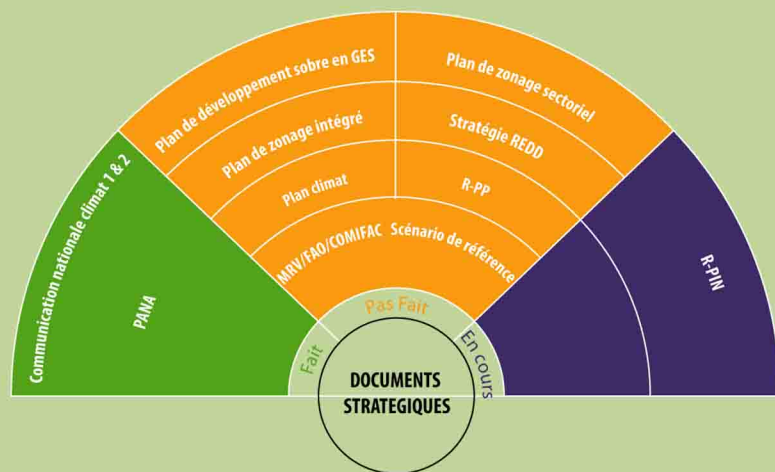 Plan de développement sobre en GES
Plan de zonage sectoriel
Plan de zonage intégré
Stratégie REDD
Plan climat
R-PP
MRV/FAO/COMIFAC
Scénario de référence
Communication nationale climat 1 & 2
PANA
R-PIN
Fait
Pas Fait
En cours
DOCUMENTS
STRATEGIQUES